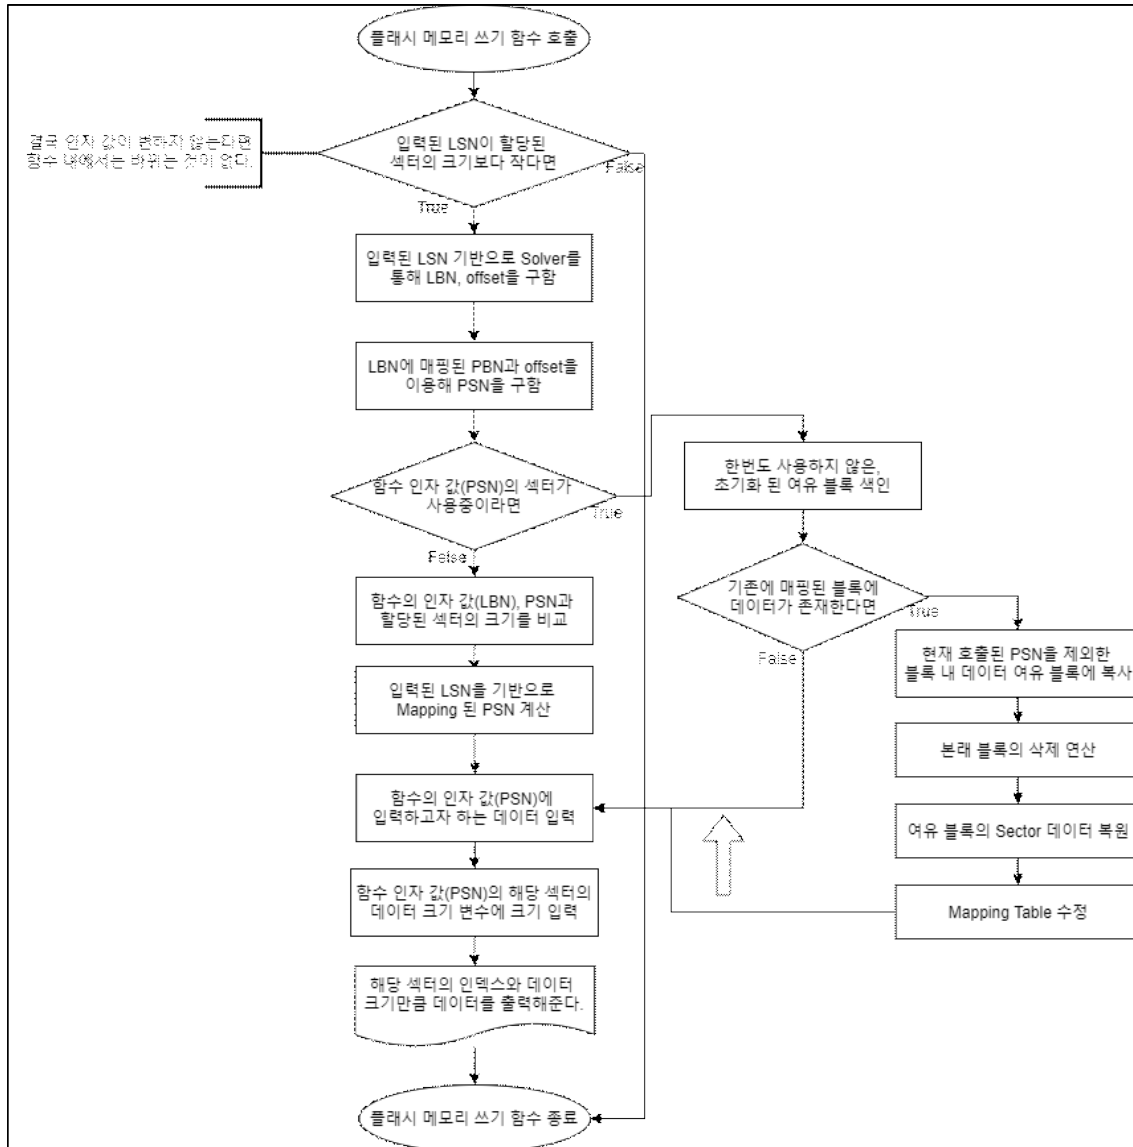 플래시 메모리 쓰기 함수 호출
결국 인자 값이 변하지 않는다면
함수 내에서는 바뀌는 것이 없다.
입력된 LSN이 할당된
섹터의 크기보다 작다면
False
True
입력된 LSN 기반으로 Solver를
통해 LBN, offset을 구함
LBN에 매핑된 PBN과 offset을
이용해 PSN을 구함
함수 인자 값(PSN)의 섹터가
사용중이라면
True
False
한번도 사용하지 않은,
초기화 된 여유 블록 색인
기존에 매핑된 블록에
데이터가 존재한다면
True
False
함수의 인자 값(LBN), PSN과
할당된 섹터의 크기를 비교
현재 호출된 PSN을 제외한
블록 내 데이터 여유 블록에 복사
입력된 LSN을 기반으로
Mapping 된 PSN 계산
본래 블록의 삭제 연산
함수의 인자 값(PSN)에
입력하고자 하는 데이터 입력
여유 블록의 Sector 데이터 복원
함수 인자 값(PSN)의 해당 섹터의
데이터 크기 변수에 크기 입력
Mapping Table 수정
해당 섹터의 인덱스와 데이터
크기만큼 데이터를 출력해준다.
플래시 메모리 쓰기 함수 종료